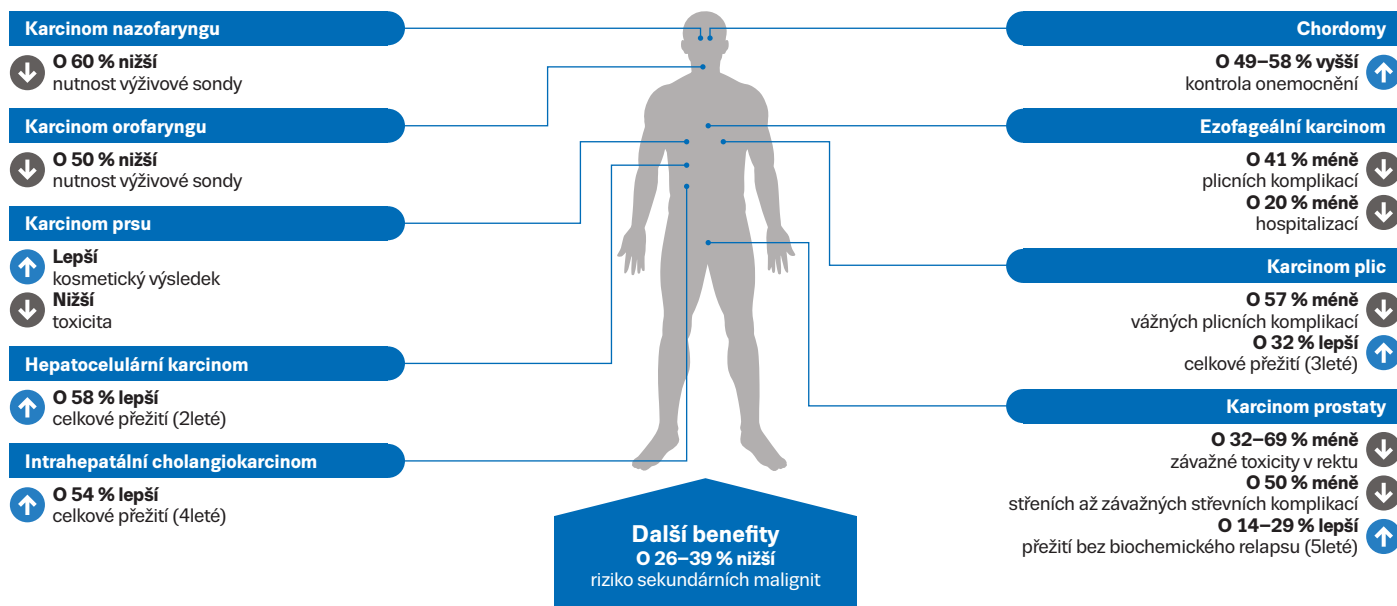 Karcinom nazofaryngu
O 60 % nižší
nutnost výživové sondy
Karcinom orofaryngu
O 50 % nižší
nutnost výživové sondy
Karcinom prsu
Lepší
kosmetický výsledek
Nižší
toxicita
Hepatocelulární karcinom
O 58 % lepší
celkové přežití (2leté)
Intrahepatální cholangiokarcinom
O 54 % lepší
celkové přežití (4leté)
Další benefity
O 26–39 % nižší
riziko sekundárních malignit
Chordomy
O 49–58 % vyšší
kontrola onemocnění
Ezofageální karcinom
O 41 % méně
plicních komplikací
O 20 % méně
hospitalizací
Karcinom plic
O 57 % méně
vážných plicních komplikací
O 32 % lepší
celkové přežití (3leté)
Karcinom prostaty
O 32–69 % méně
závažné toxicity v rektu
O 50 % méně
střeních až závažných střevních komplikací
O 14–29 % lepší
přežití bez biochemického relapsu (5leté)